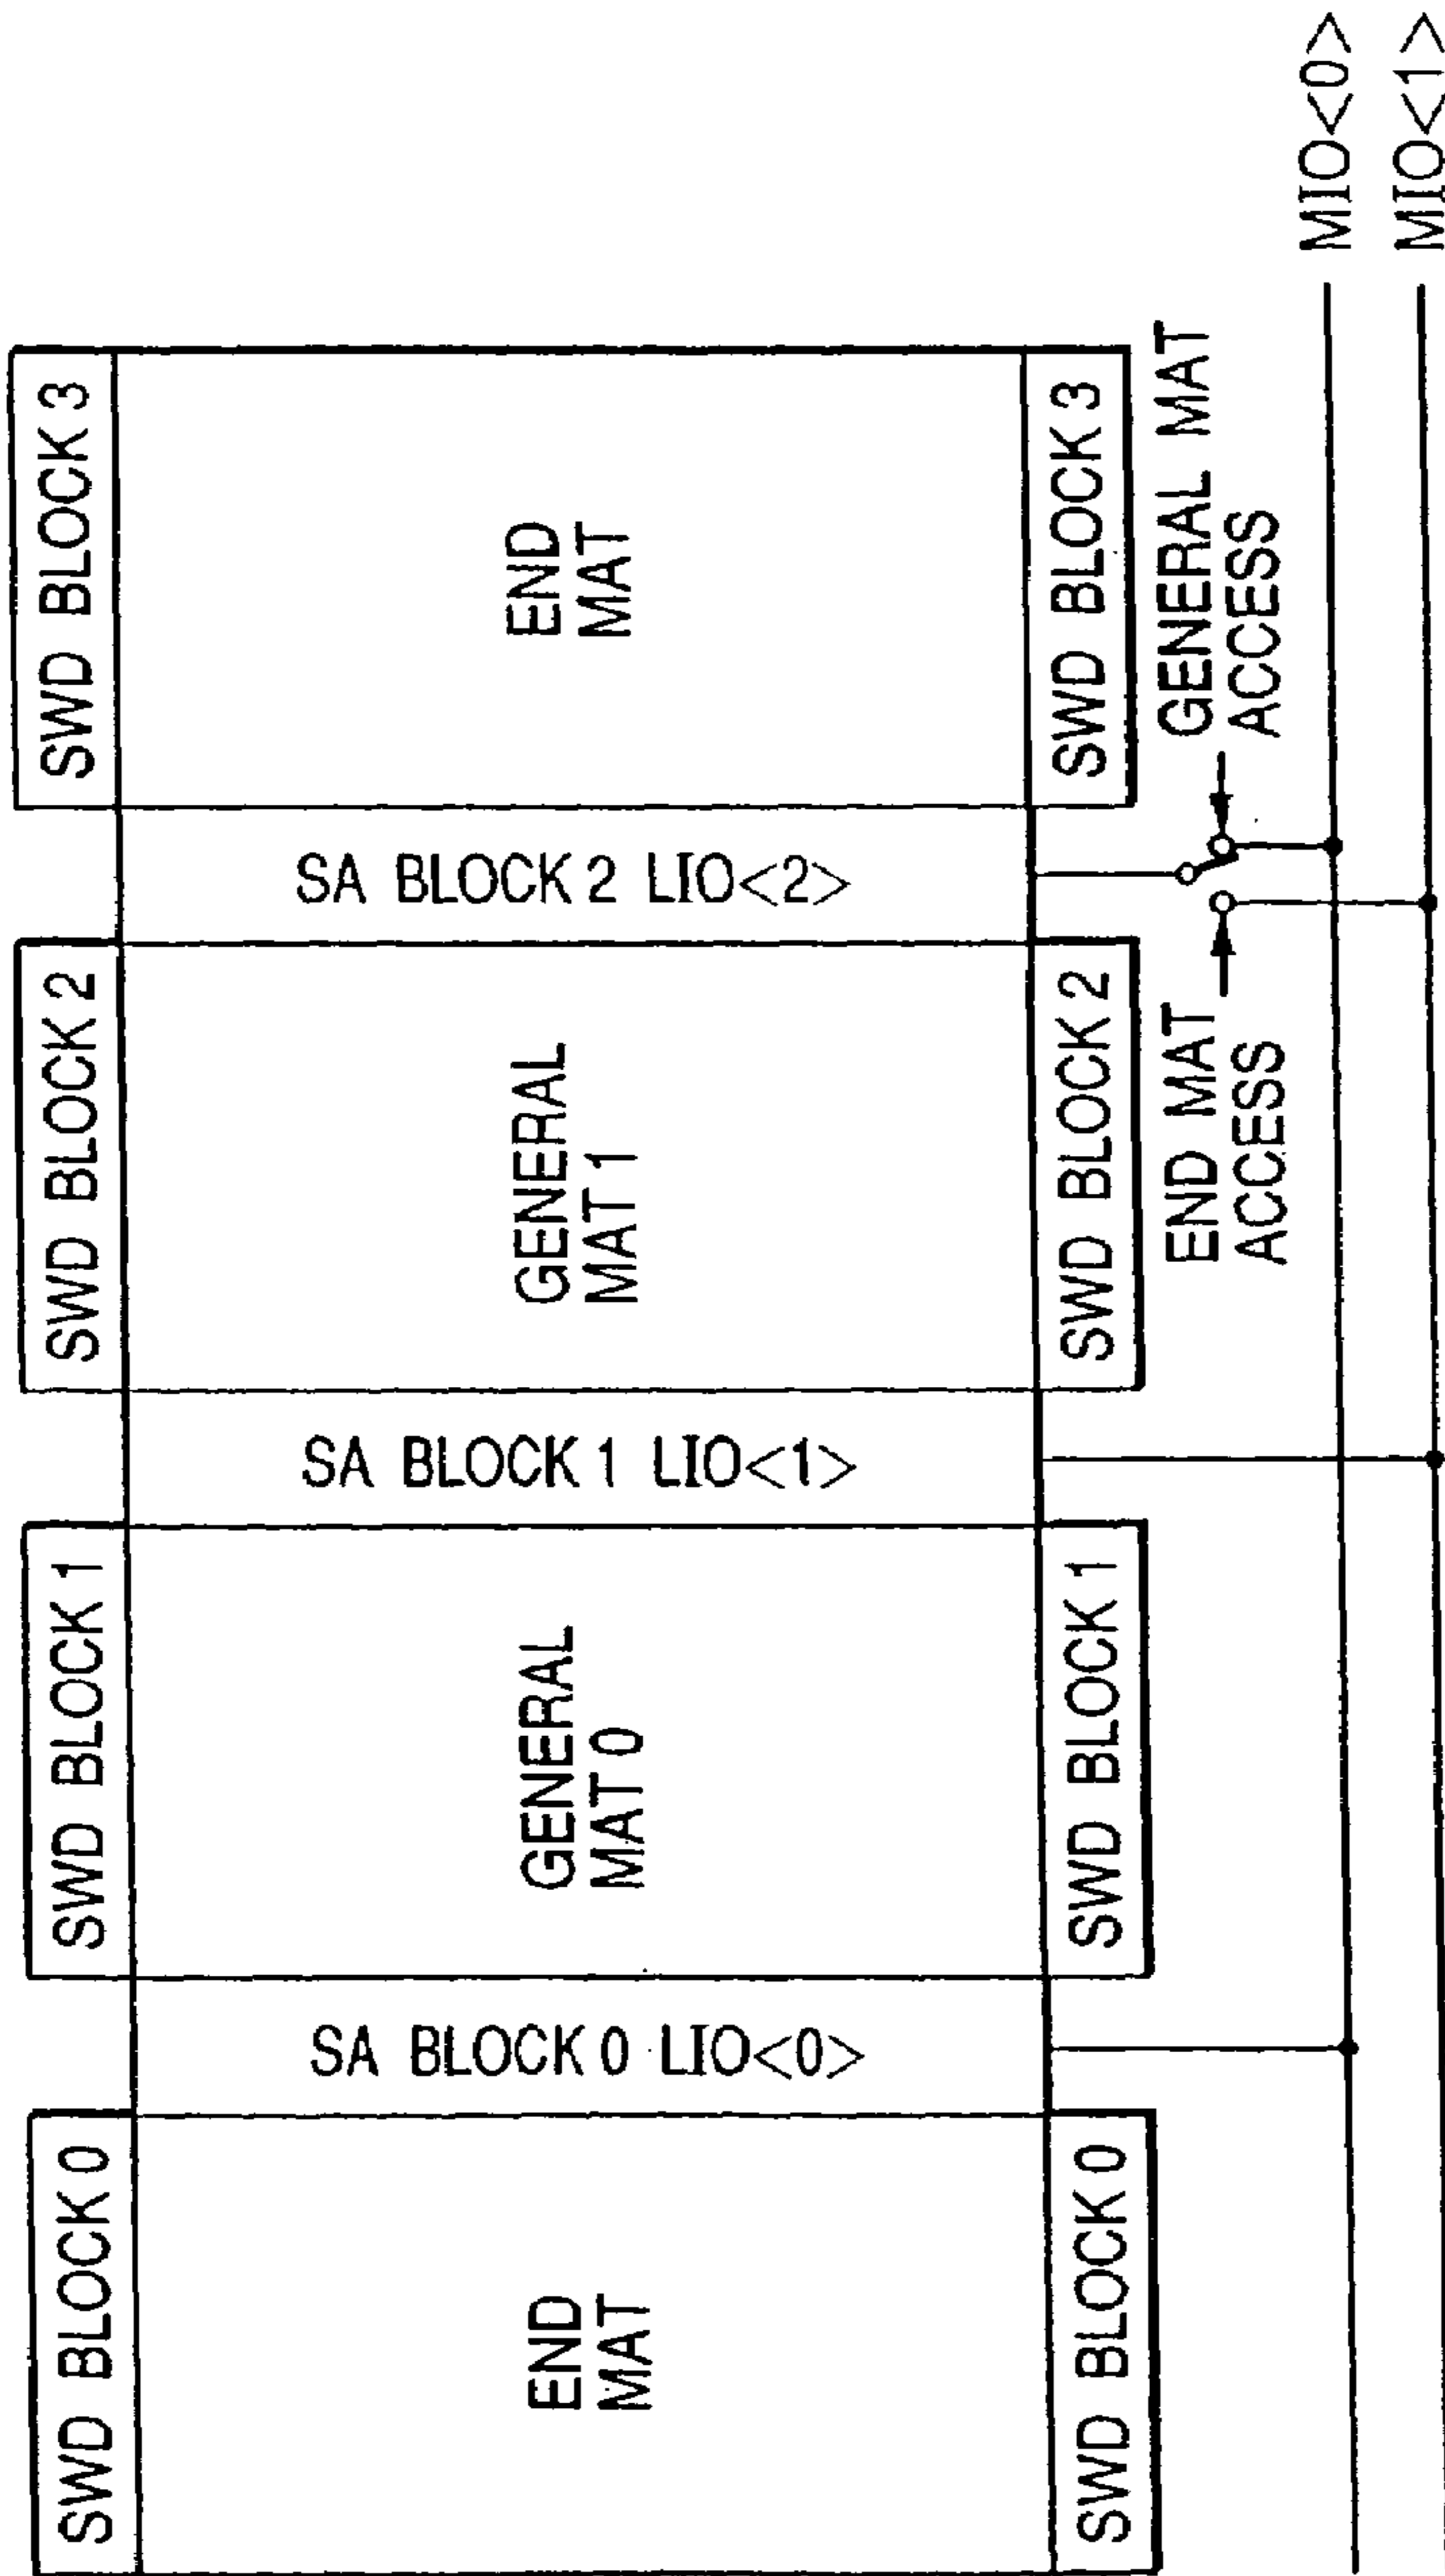 SWD BLOCK 0
SWD BLOCK 1
SWD BLOCK 2
SWD BLOCK 3
END
MAT
SA BLOCK 0 LIO<0>
GENERAL
MAT 0
SA BLOCK 1 LIO<1>
GENERAL
MAT 1
SA BLOCK 2 LIO<2>
END
MAT
SWD BLOCK 0
SWD BLOCK 1
SWD BLOCK 2
SWD BLOCK 3
END MAT
ACCESS
GENERAL MAT
ACCESS
MIO<0>
MIO<1>